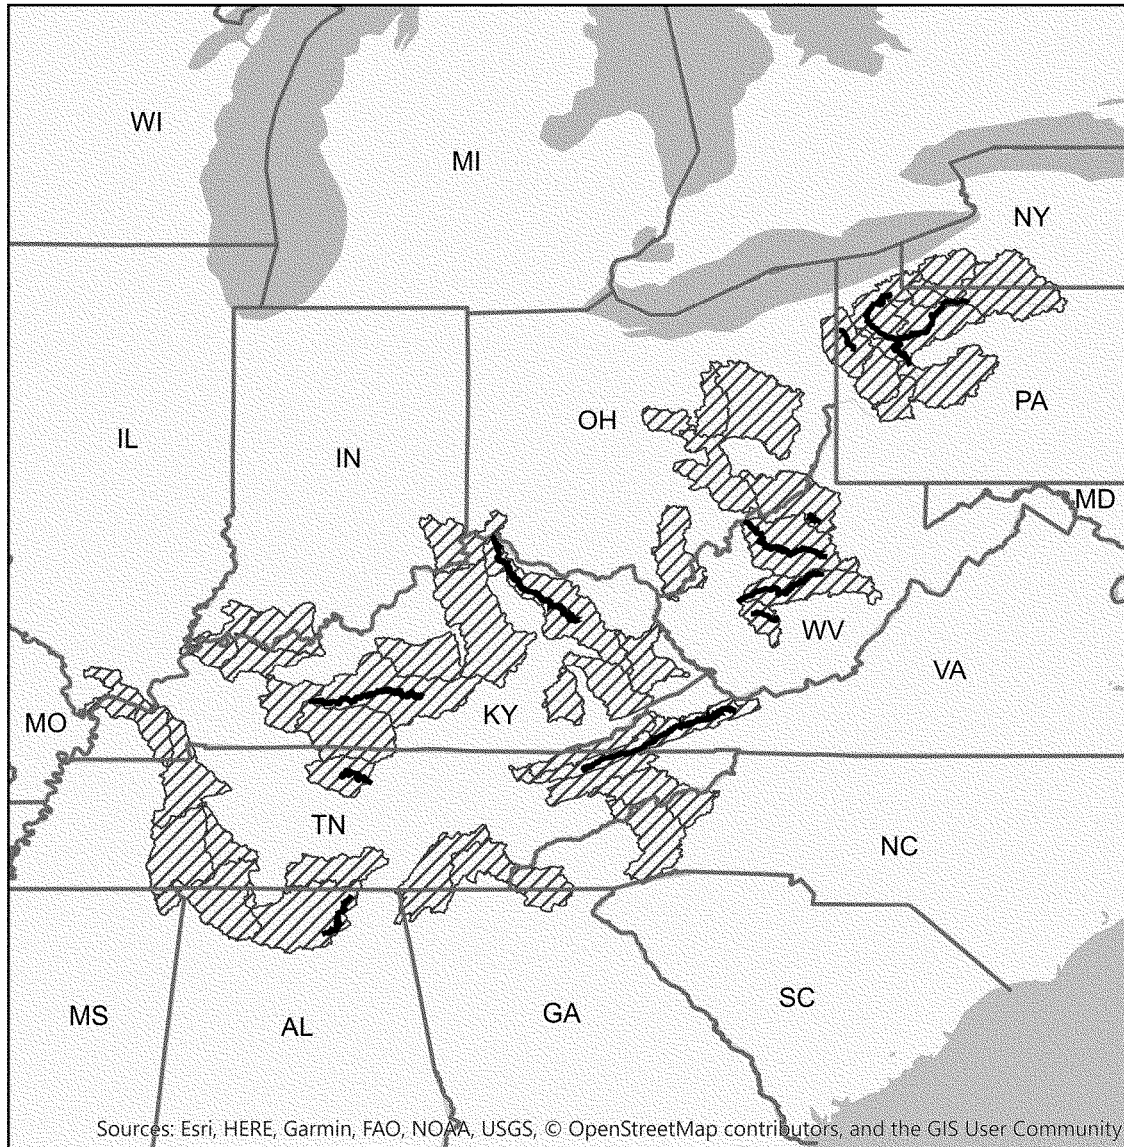 WI
MI
NY
PA
OH
IL
IN
MD
WV
VA
MO
KY
TN
NC
MS
AL
GA
SC
Sources: Esri, HERE, Garmin, FAO, NOAA, USGS, © OpenStreetMap contributors, and the GIS User Community